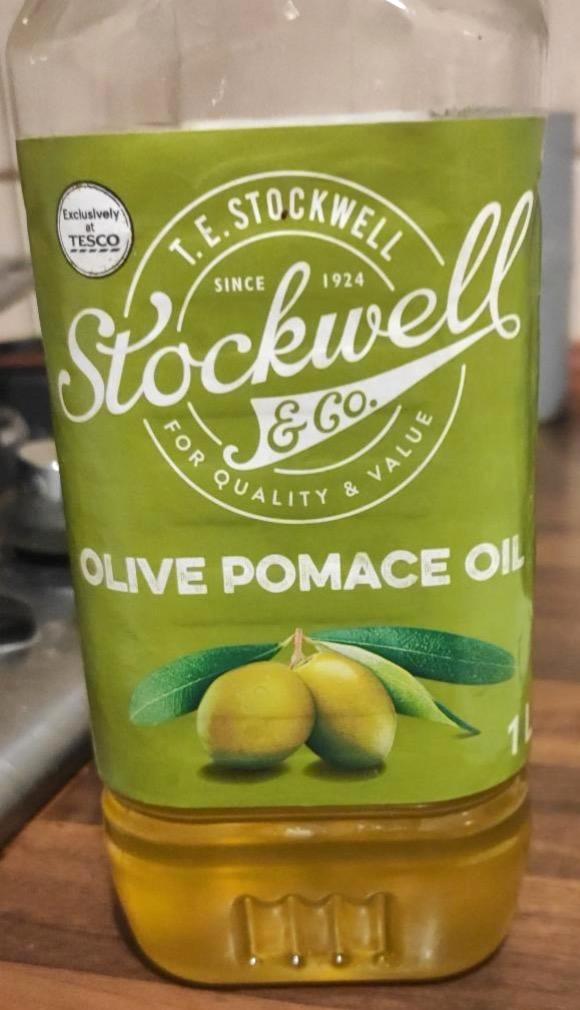 Exclusively
at
TESCO
T. E. STOCKWELL
SINCE 1924
Stockwell
& Co.
FOR QUALITY & VALUE
OLIVE POMACE OIL
1L